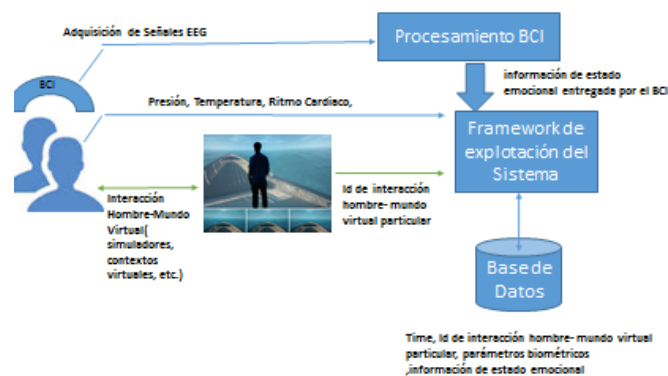 Adquisición de Señales EEG
Procesamiento BCI
BCI
información de estado
emocional entregada por el BCI
Presión, Temperatura, Ritmo Cardiaco,
Framework de
explotación del
Sistema
Interacción
Hombre-Mundo
Virtual(
simuladores,
contextos
virtuales, etc.)
Id de interacción
hombre- mundo
virtual particular
Base de
Datos
Time, Id de interacción hombre- mundo virtual
particular, parámetros biométricos
,información de estado emocional